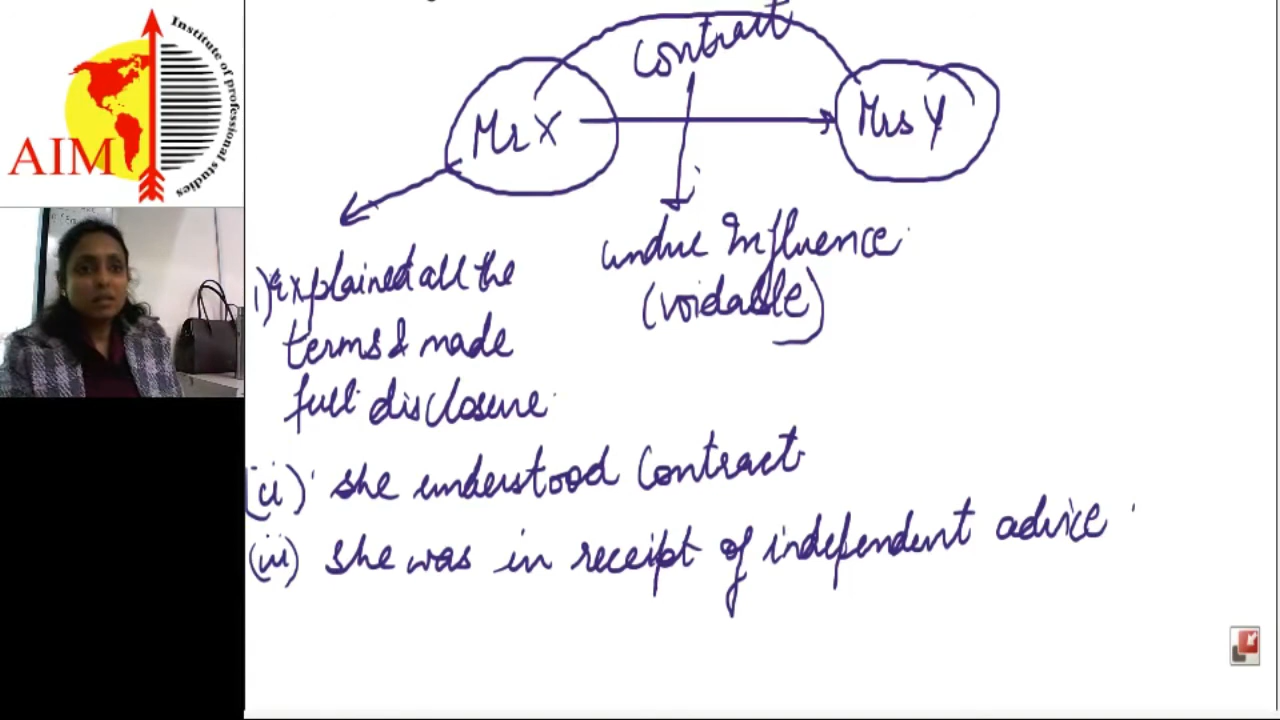 AIM
Institute of professional studies
contract
Mr X
Mrs Y
undue Influence
(voidable)
i) explained all the
terms & made
full disclosure.
(ii) she understood contract.
(iii) she was in receipt of independent advice.